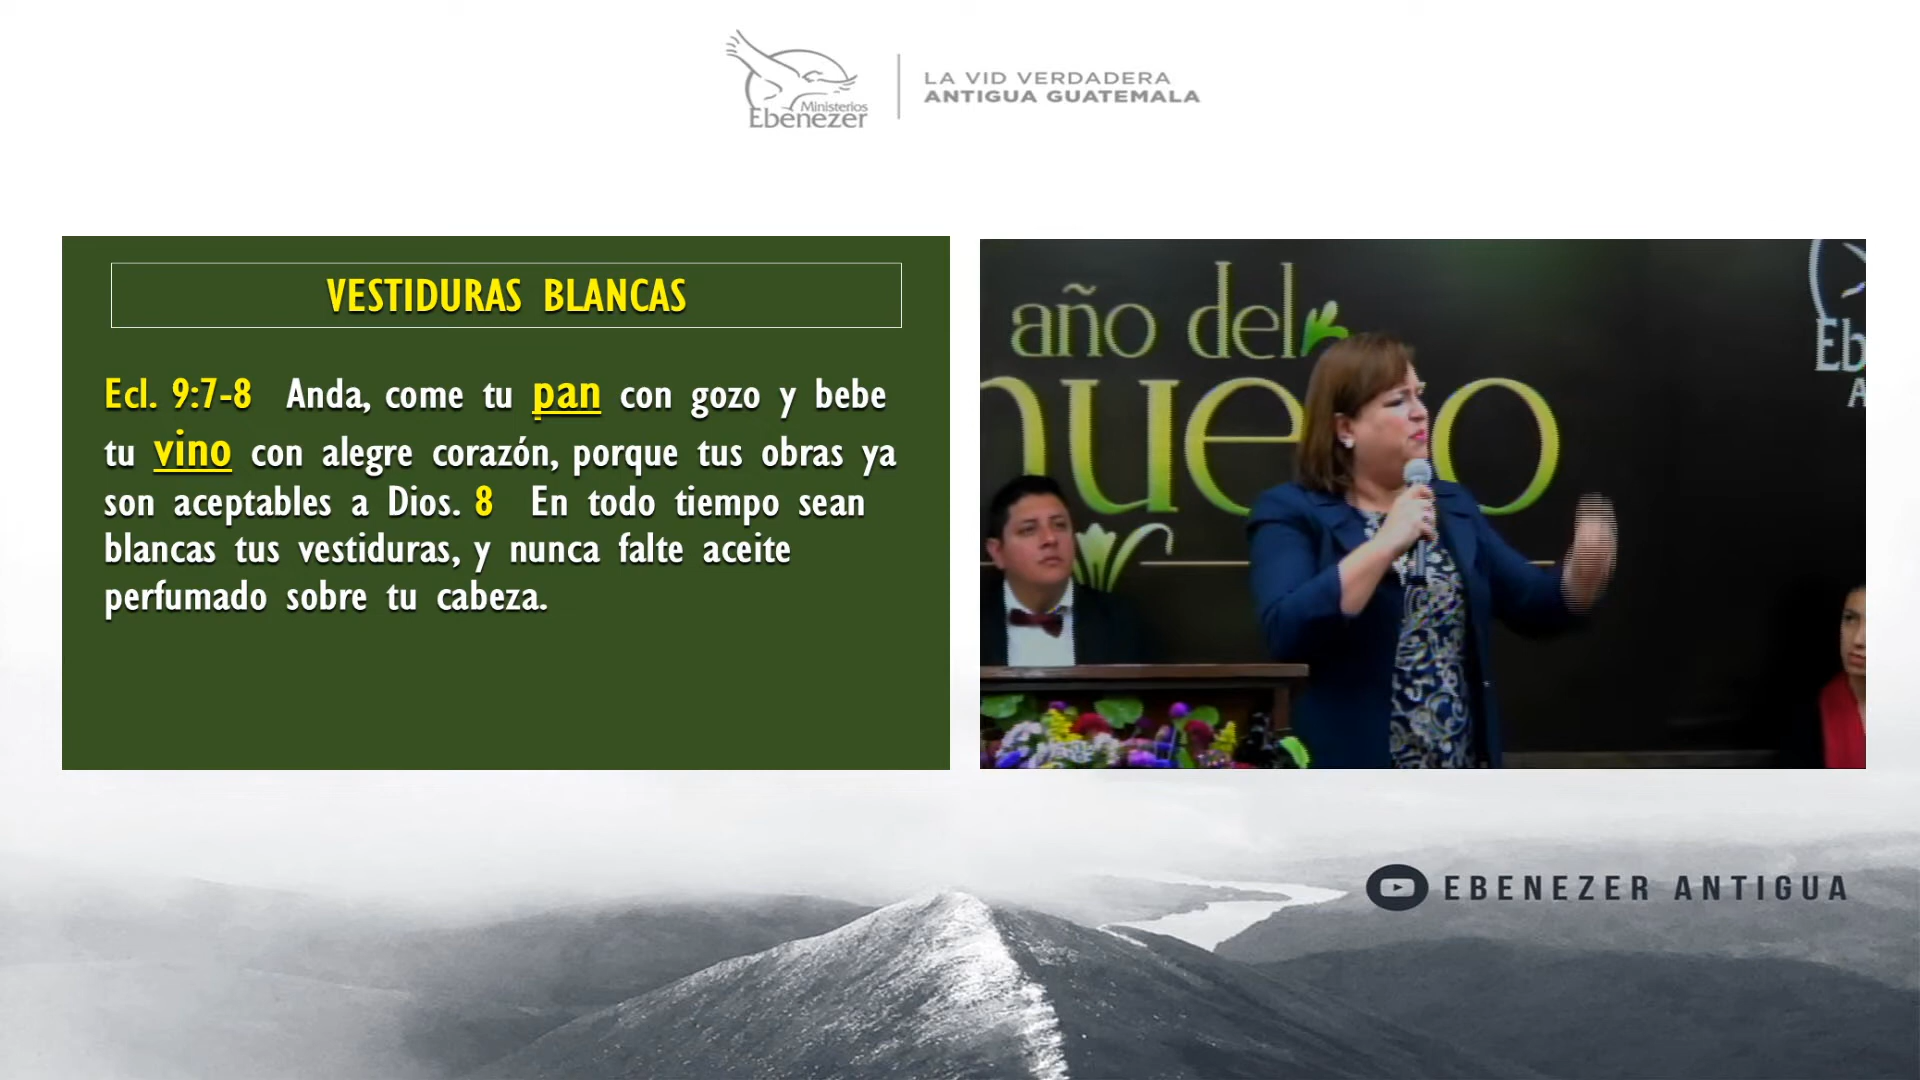 Ministerios
Ebenezer
LA VID VERDADERA
ANTIGUA GUATEMALA
VESTIDURAS BLANCAS
Ecl. 9:7-8 Anda, come tu pan con gozo y bebe
tu vino con alegre corazón, porque tus obras ya
son aceptables a Dios. 8 En todo tiempo sean
blancas tus vestiduras, y nunca falte aceite
perfumado sobre tu cabeza.
año del
Eb
A
EBENEZER ANTIGUA